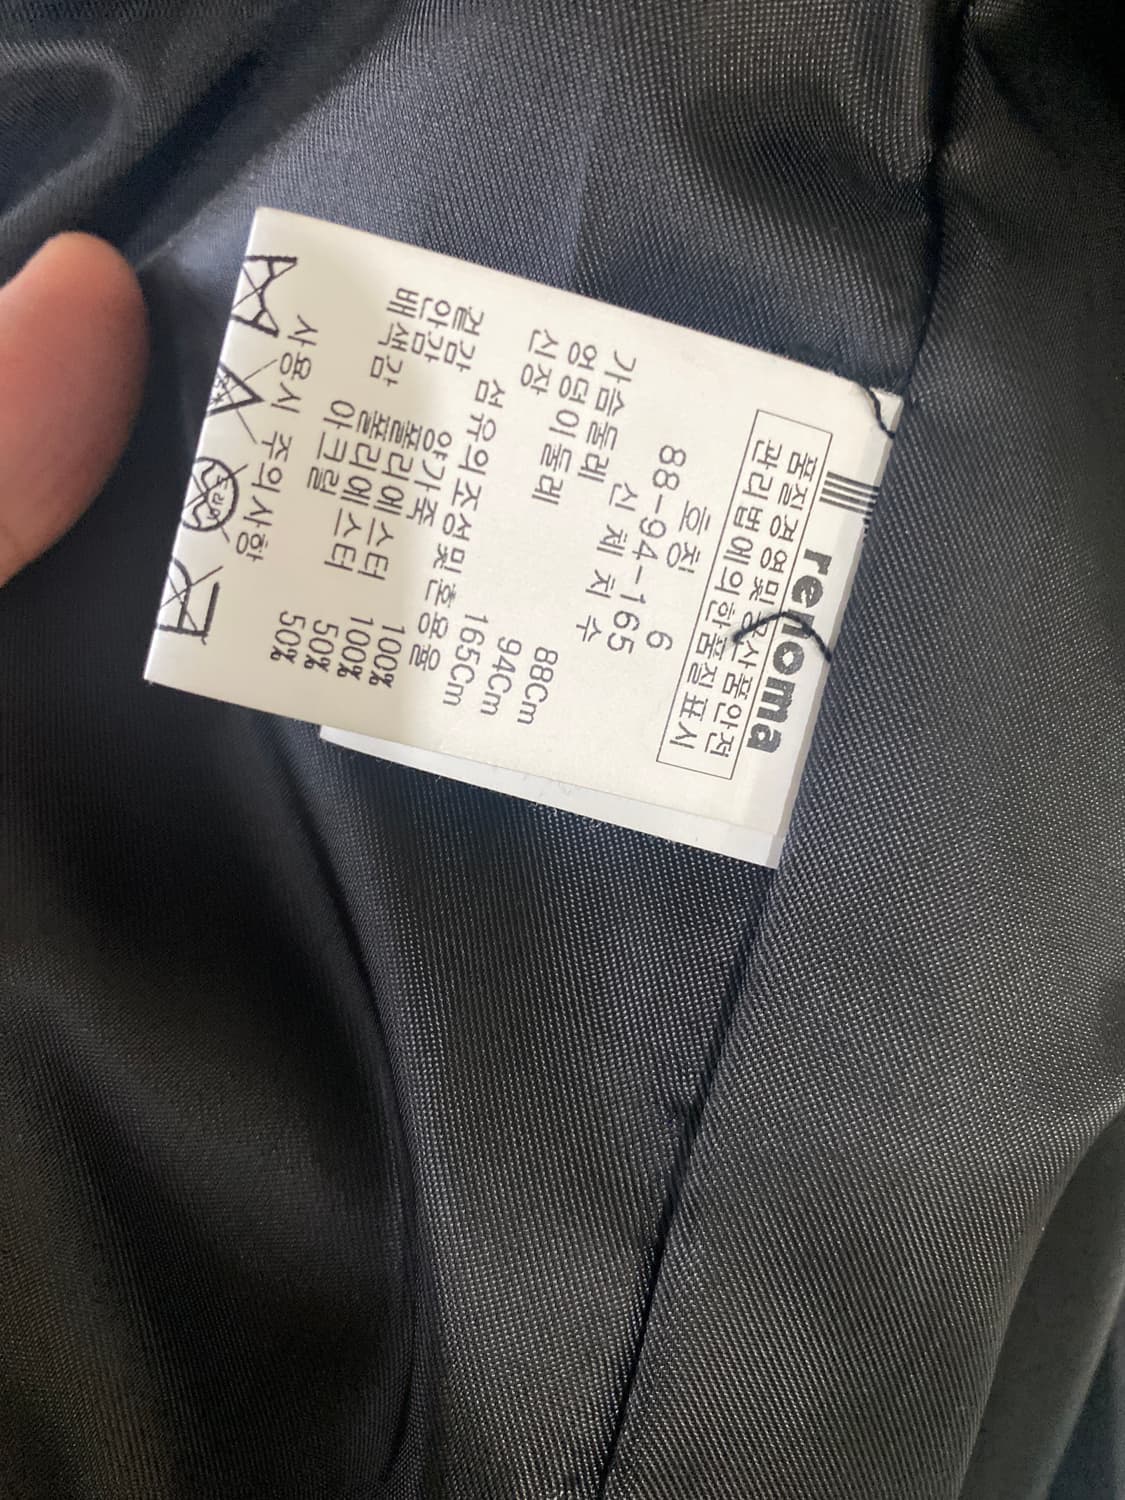 renoma
품질경영및공산품안전
관리법에의한품질표시
호칭 6
88-94-165
신체치수
가슴둘레 88Cm
엉덩이둘레 94Cm
신장 165Cm
섬유의조성및혼용율
겉감 양가죽 100%
안감 폴리에스터 100%
배색감 폴리에스터 50%
아크릴 50%
사용시 주의사항
드라이